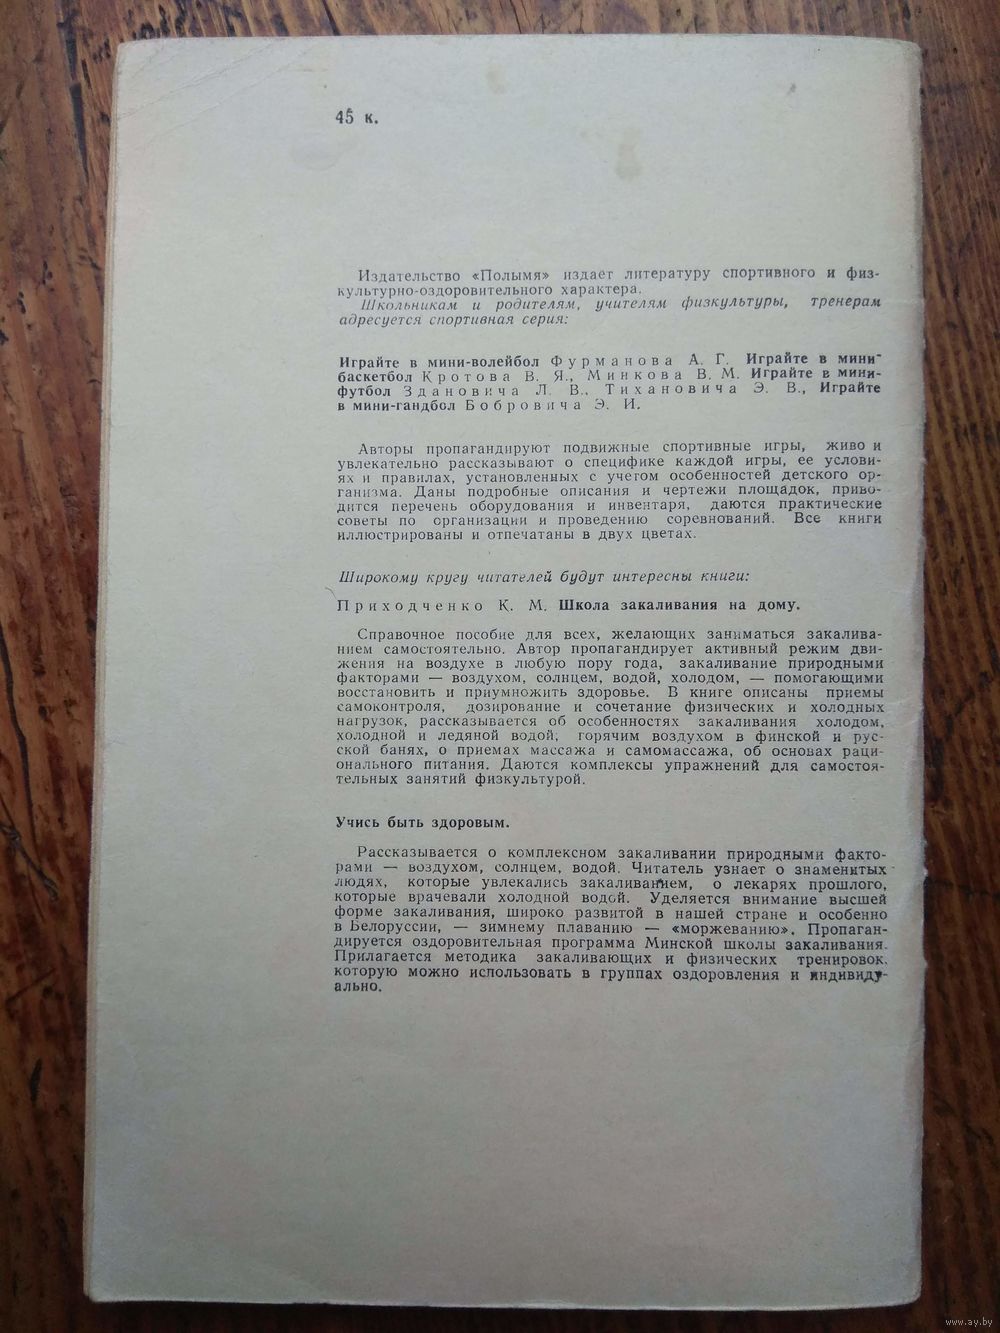 45 к.
Издательство «Полымя» издает литературу спортивного и физ-
культурно-оздоровительного характера.
Школьникам и родителям, учителям физкультуры, тренерам
адресуется спортивная серия:
Играйте в мини-волейбол Фурманова А. Г. Играйте в мини-
баскетбол Кротова В. Я., Минкова В. М. Играйте в мини-
футбол Здановича Л. В., Тихановича Э. В., Играйте
в мини-гандбол Бобровича Э. И.
Авторы пропагандируют подвижные спортивные игры, живо и
увлекательно рассказывают о специфике каждой игры, ее услови-
ях и правилах, установленных с учетом особенностей детского ор-
ганизма. Даны подробные описания и чертежи площадок, приво-
дится перечень оборудования и инвентаря, даются практические
советы по организации и проведению соревнований. Все книги
иллюстрированы и отпечатаны в двух цветах.
Широкому кругу читателей будут интересны книги:
Приходченко К. М. Школа закаливания на дому.
Справочное пособие для всех, желающих заниматься закалива-
нием самостоятельно. Автор пропагандирует активный режим дви-
жения на воздухе в любую пору года, закаливание природными
факторами — воздухом, солнцем, водой, холодом, — помогающими
восстановить и приумножить здоровье. В книге описаны приемы
самоконтроля, дозирование и сочетание физических и холодных
нагрузок, рассказывается об особенностях закаливания холодом,
холодной и ледяной водой, горячим воздухом в финской и рус-
ской банях, о приемах массажа и самомассажа, об основах раци-
онального питания. Даются комплексы упражнений для самостоя-
тельных занятий физкультурой.
Учись быть здоровым.
Рассказывается о комплексном закаливании природными факто-
рами — воздухом, солнцем, водой. Читатель узнает о знаменитых
людях, которые увлекались закаливанием, о лекарях прошлого,
которые врачевали холодной водой. Уделяется внимание высшей
форме закаливания, широко развитой в нашей стране и особенно
в Белоруссии, — зимнему плаванию — «моржеванию». Пропаган-
дируется оздоровительная программа Минской школы закаливания.
Прилагается методика закаливающих и физических тренировок,
которую можно использовать в группах оздоровления и индивиду-
ально.
www.ay.by